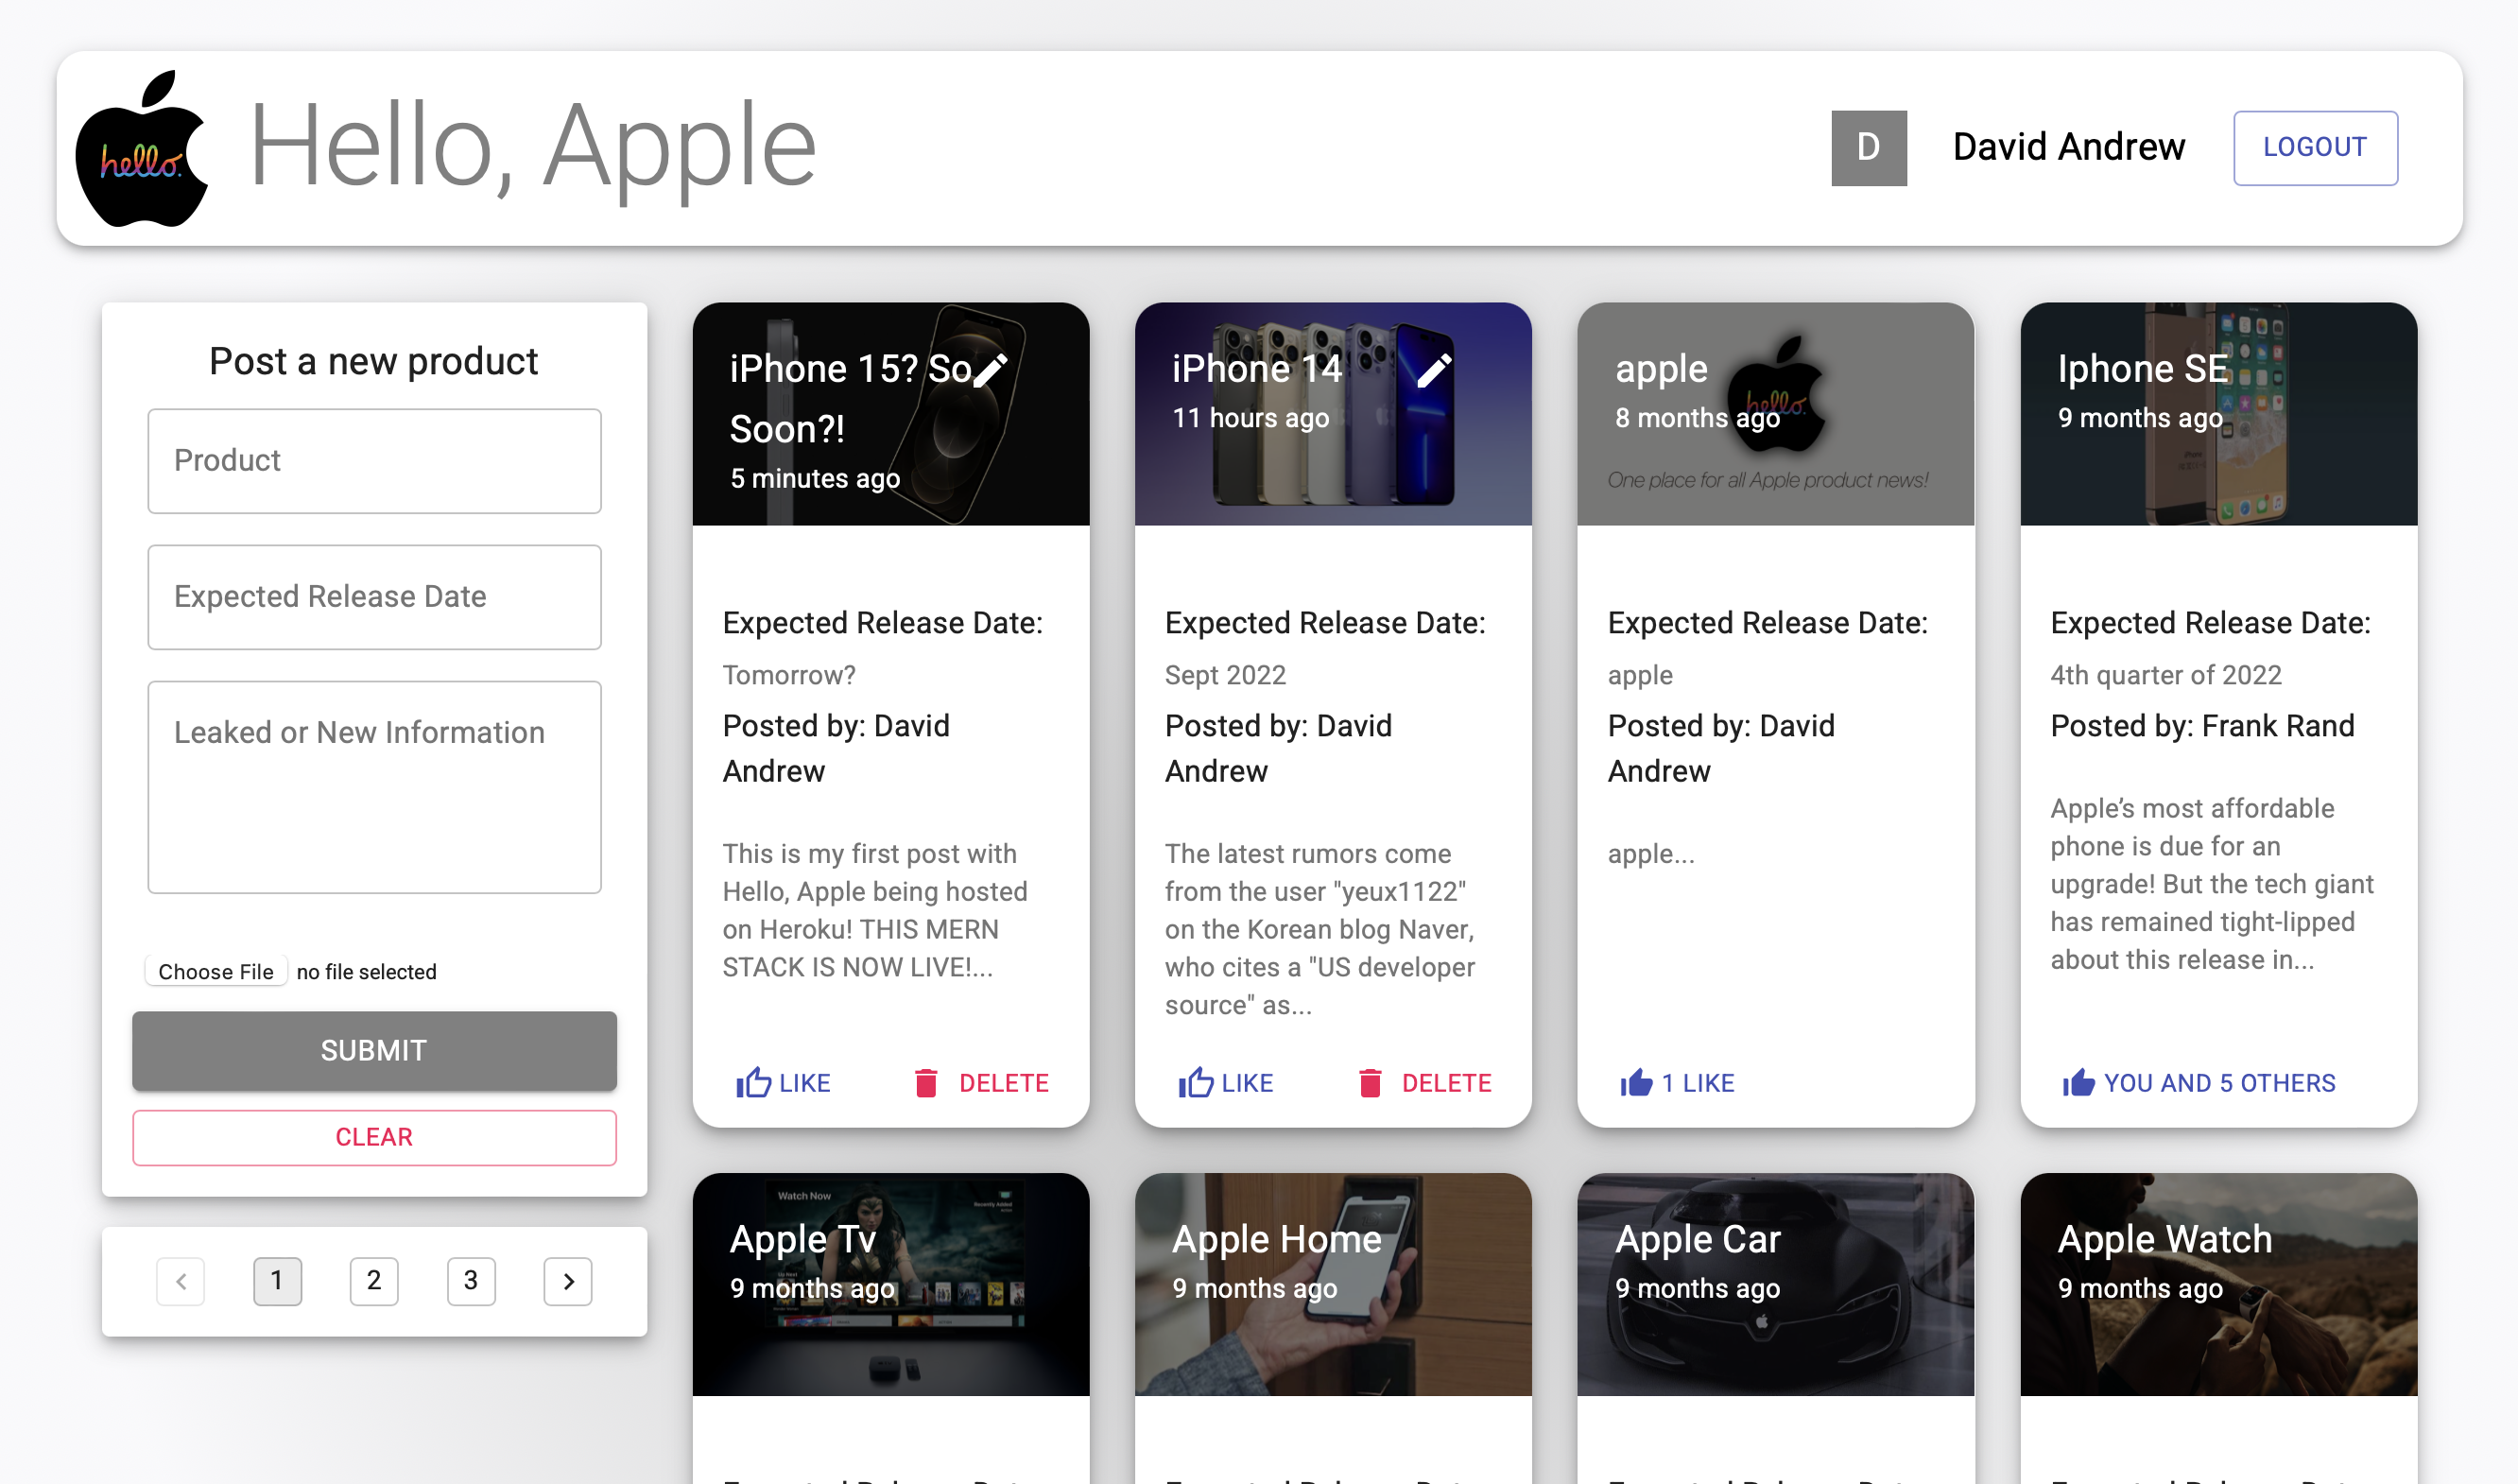 hello.
Hello, Apple
D
David Andrew
LOGOUT
Post a new product
Product
Expected Release Date
Leaked or New Information
Choose File no file selected
SUBMIT
CLEAR
1
2
3
iPhone 15? So
Soon?!
5 minutes ago
Expected Release Date:
Tomorrow?
Posted by: David
Andrew
This is my first post with
Hello, Apple being hosted
on Heroku! THIS MERN
STACK IS NOW LIVE!...
LIKE
DELETE
iPhone 14
11 hours ago
Expected Release Date:
Sept 2022
Posted by: David
Andrew
The latest rumors come
from the user "yeux1122"
on the Korean blog Naver,
who cites a "US developer
source" as...
LIKE
DELETE
apple
hello.
8 months ago
One place for all Apple product news!
Expected Release Date:
apple
Posted by: David
Andrew
apple...
1 LIKE
Iphone SE
9 months ago
iPhone
Expected Release Date:
4th quarter of 2022
Posted by: Frank Rand
Apple’s most affordable
phone is due for an
upgrade! But the tech giant
has remained tight-lipped
about this release in...
YOU AND 5 OTHERS
Watch Now
Recently Added
Apple Tv
9 months ago
Apple Home
9 months ago
Apple Car
9 months ago
Apple Watch
9 months ago